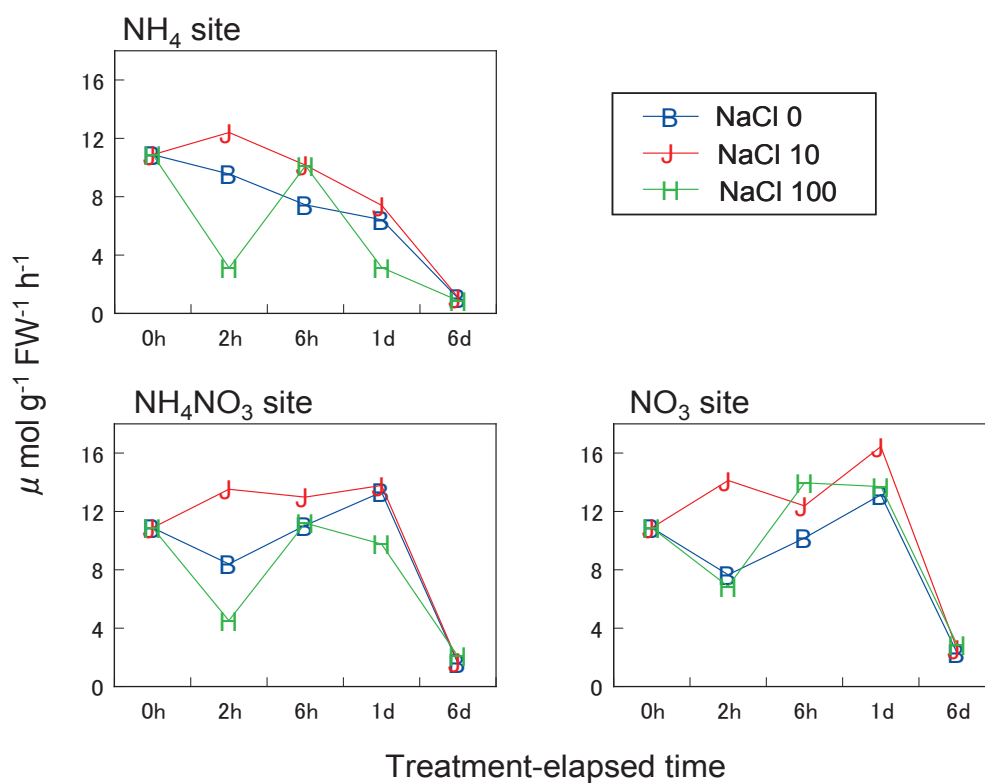 NH₄ site
16
12
8
4
0
0h 2h 6h 1d 6d
B NaCl 0
J NaCl 10
H NaCl 100
μ mol g⁻¹ FW⁻¹ h⁻¹
NH₄NO₃ site
16
12
8
4
0
0h 2h 6h 1d 6d
NO₃ site
16
12
8
4
0
0h 2h 6h 1d 6d
Treatment-elapsed time